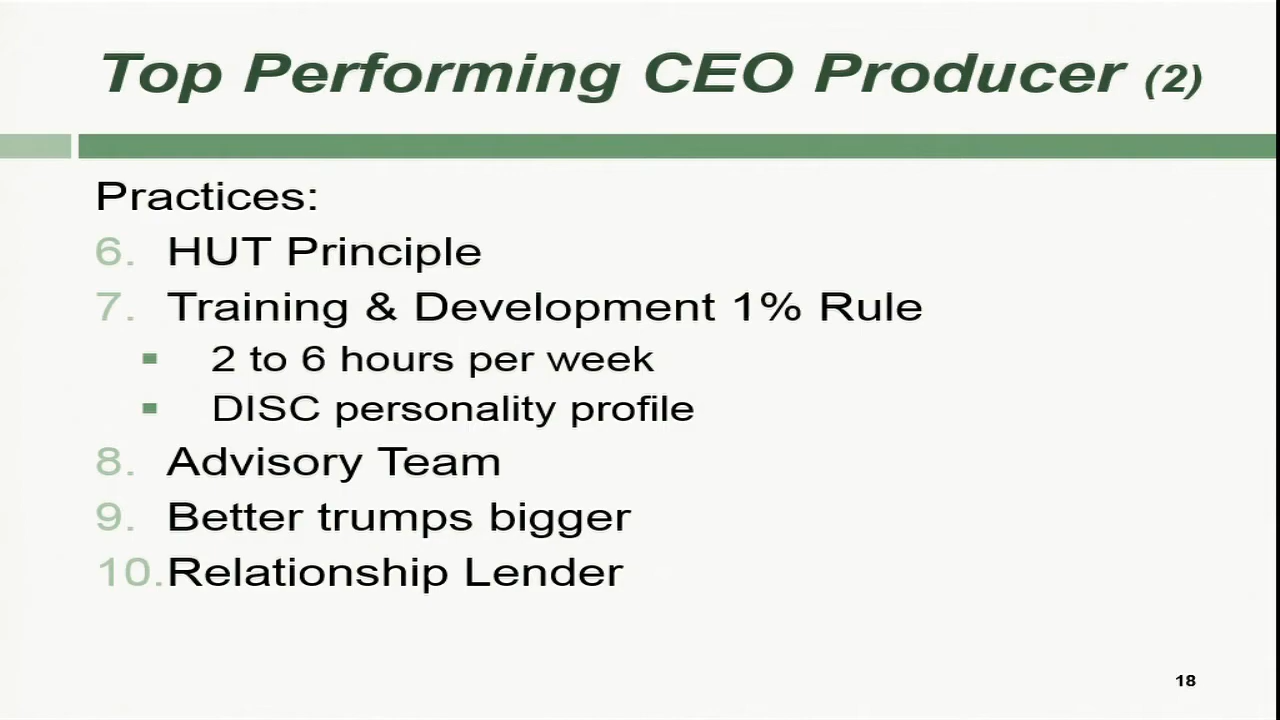 Top Performing CEO Producer (2)
Practices:
6. HUT Principle
7. Training & Development 1% Rule
▪ 2 to 6 hours per week
▪ DISC personality profile
8. Advisory Team
9. Better trumps bigger
10. Relationship Lender
18